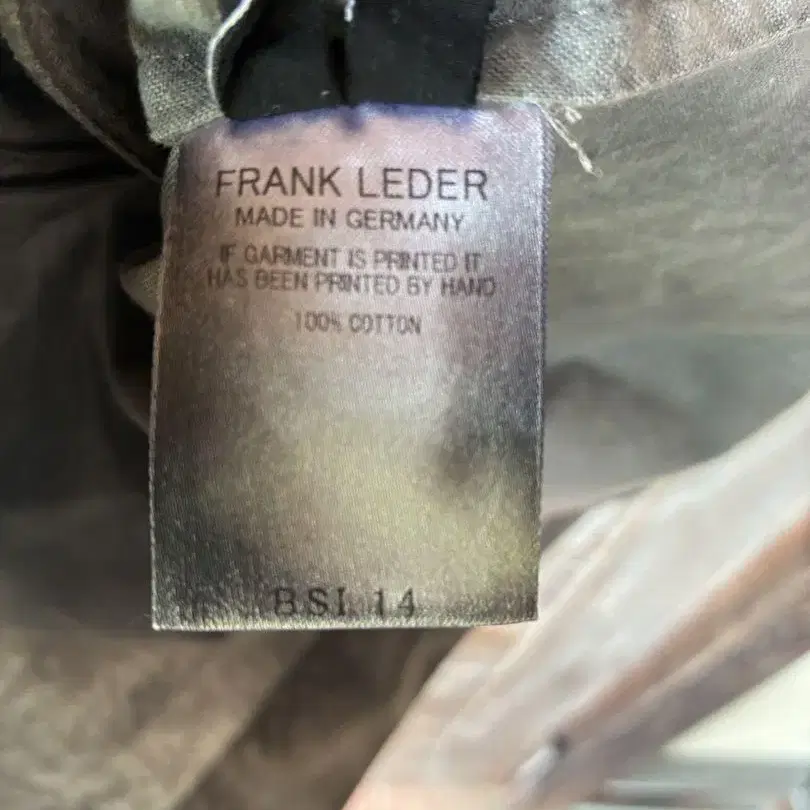 FRANK LEDER
MADE IN GERMANY
IF GARMENT IS PRINTED IT
HAS BEEN PRINTED BY HAND
100% COTTON
BSI 14